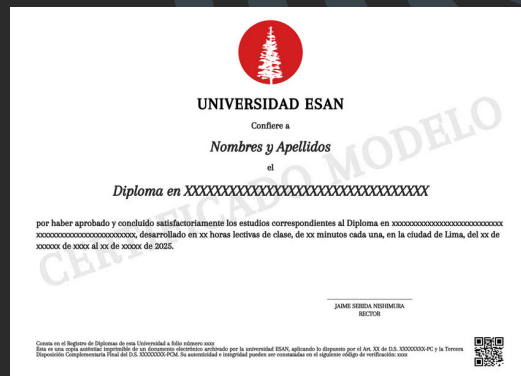 UNIVERSIDAD ESAN
Confiere a
Nombres y Apellidos
el
Diploma en XXXXXXXXXXXXXXXXXXXXXXXXXXXXXXXXX
por haber aprobado y concluido satisfactoriamente los estudios correspondientes al Diploma en xxxxxxxxxxxxxxxxxxxxxxxxxxx
xxxxxxxxxxxxxxxxxxxxxxxx, desarrollado en xx horas lectivas de clase, de xx minutos cada una, en la ciudad de Lima, del xx de
xxxxxx de xxxx al xx de xxxxx de 2025.
CERTIFICADO MODELO
JAIME SERIDA NISHIMURA
RECTOR
Consta en el Registro de Diplomas de esta Universidad a folio número xxxx
Esta es una copia auténtica imprimible de un documento electrónico archivado por la universidad ESAN, aplicando lo dispuesto por el Art. XX de D.S. XXXXXXXX-PC y la Tercera
Disposición Complementaria Final del D.S. XXXXXXXX-PCM. Su autenticidad e integridad pueden ser constatadas en el siguiente código de verificación: xxxx